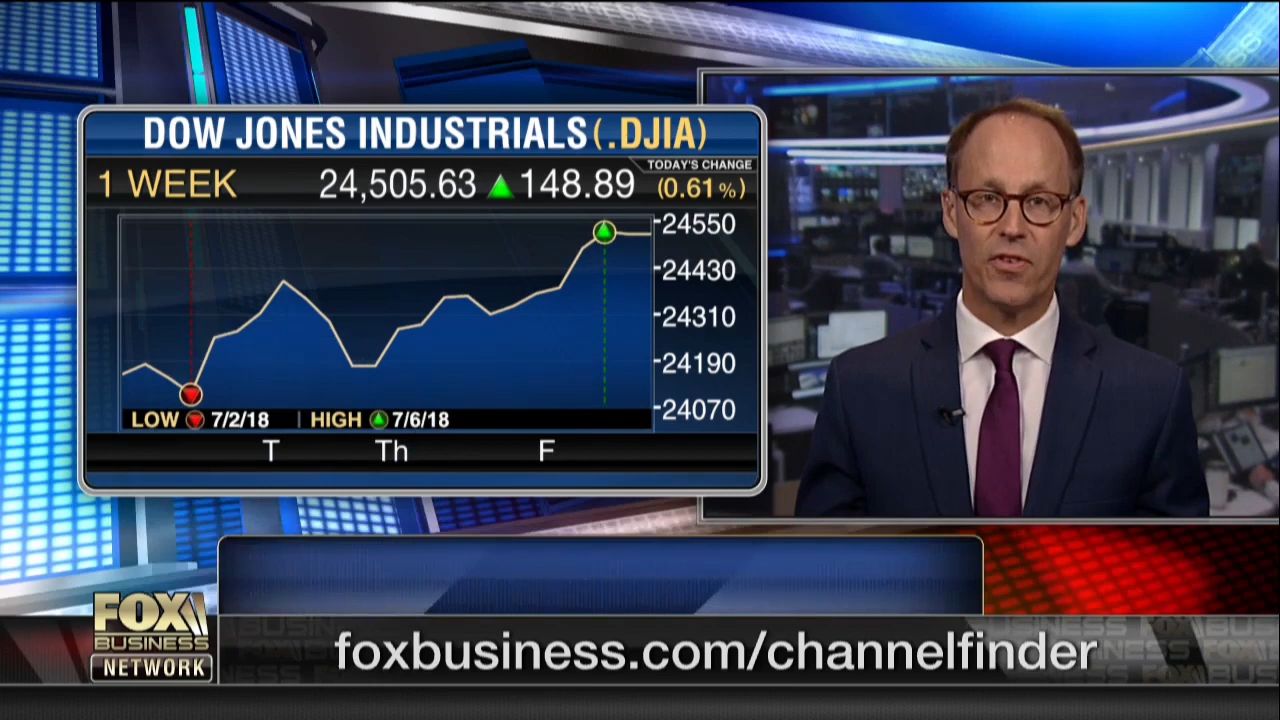 DOW JONES INDUSTRIALS (.DJIA)
TODAY'S CHANGE
1 WEEK 24,505.63 148.89 (0.61%)
24550
24430
24310
24190
24070
LOW 7/2/18 | HIGH 7/6/18
T Th F
FOX
BUSINESS
NETWORK
foxbusiness.com/channelfinder